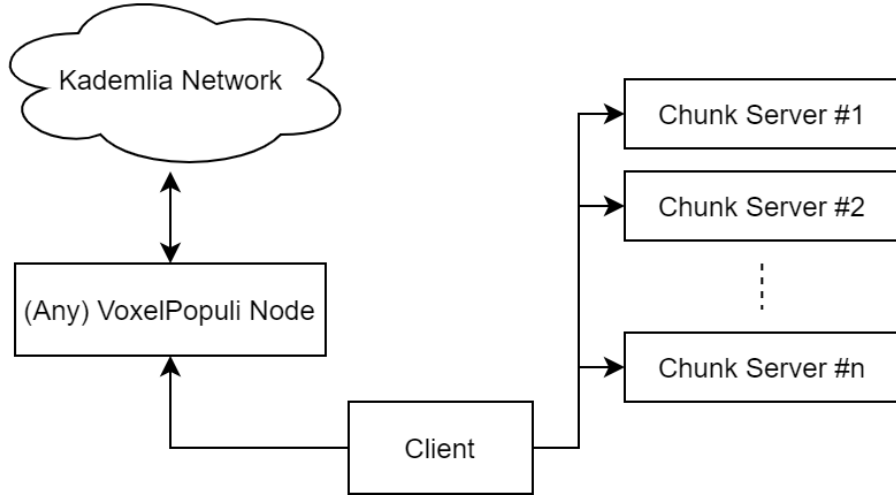 Kademlia Network
Chunk Server #1
Chunk Server #2
(Any) VoxelPopuli Node
Chunk Server #n
Client